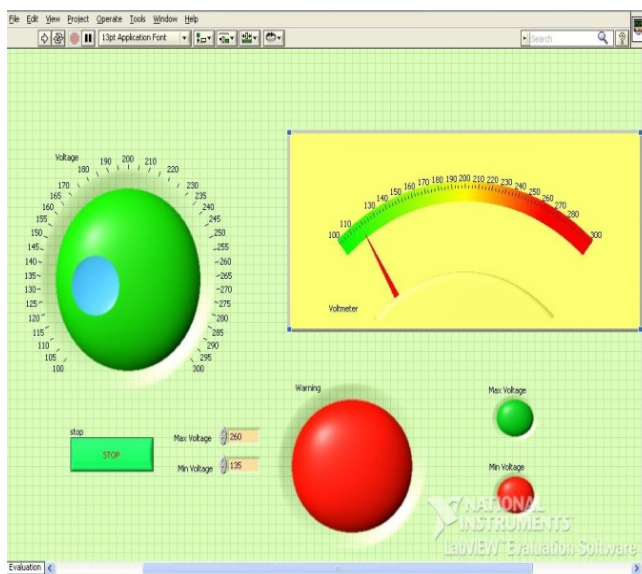 File Edit View Project Operate Tools Window Help
13pt Application Font
Search
Voltage
100 105 110 115 120 125 130 135 140 145 150 155 160 165 170 180 190 200 210 220 230 235 240 245 250 255 260 265 270 275 280 285 290 295 300
100 110 130 140 150 160 170 180 190 200 210 220 230 240 250 260 270 280 300
Voltmeter
Warning
Max Voltage
stop
STOP
Max Voltage 260
Min Voltage 135
Min Voltage
NATIONAL
INSTRUMENTS
LabVIEW Evaluation Software
Evaluation